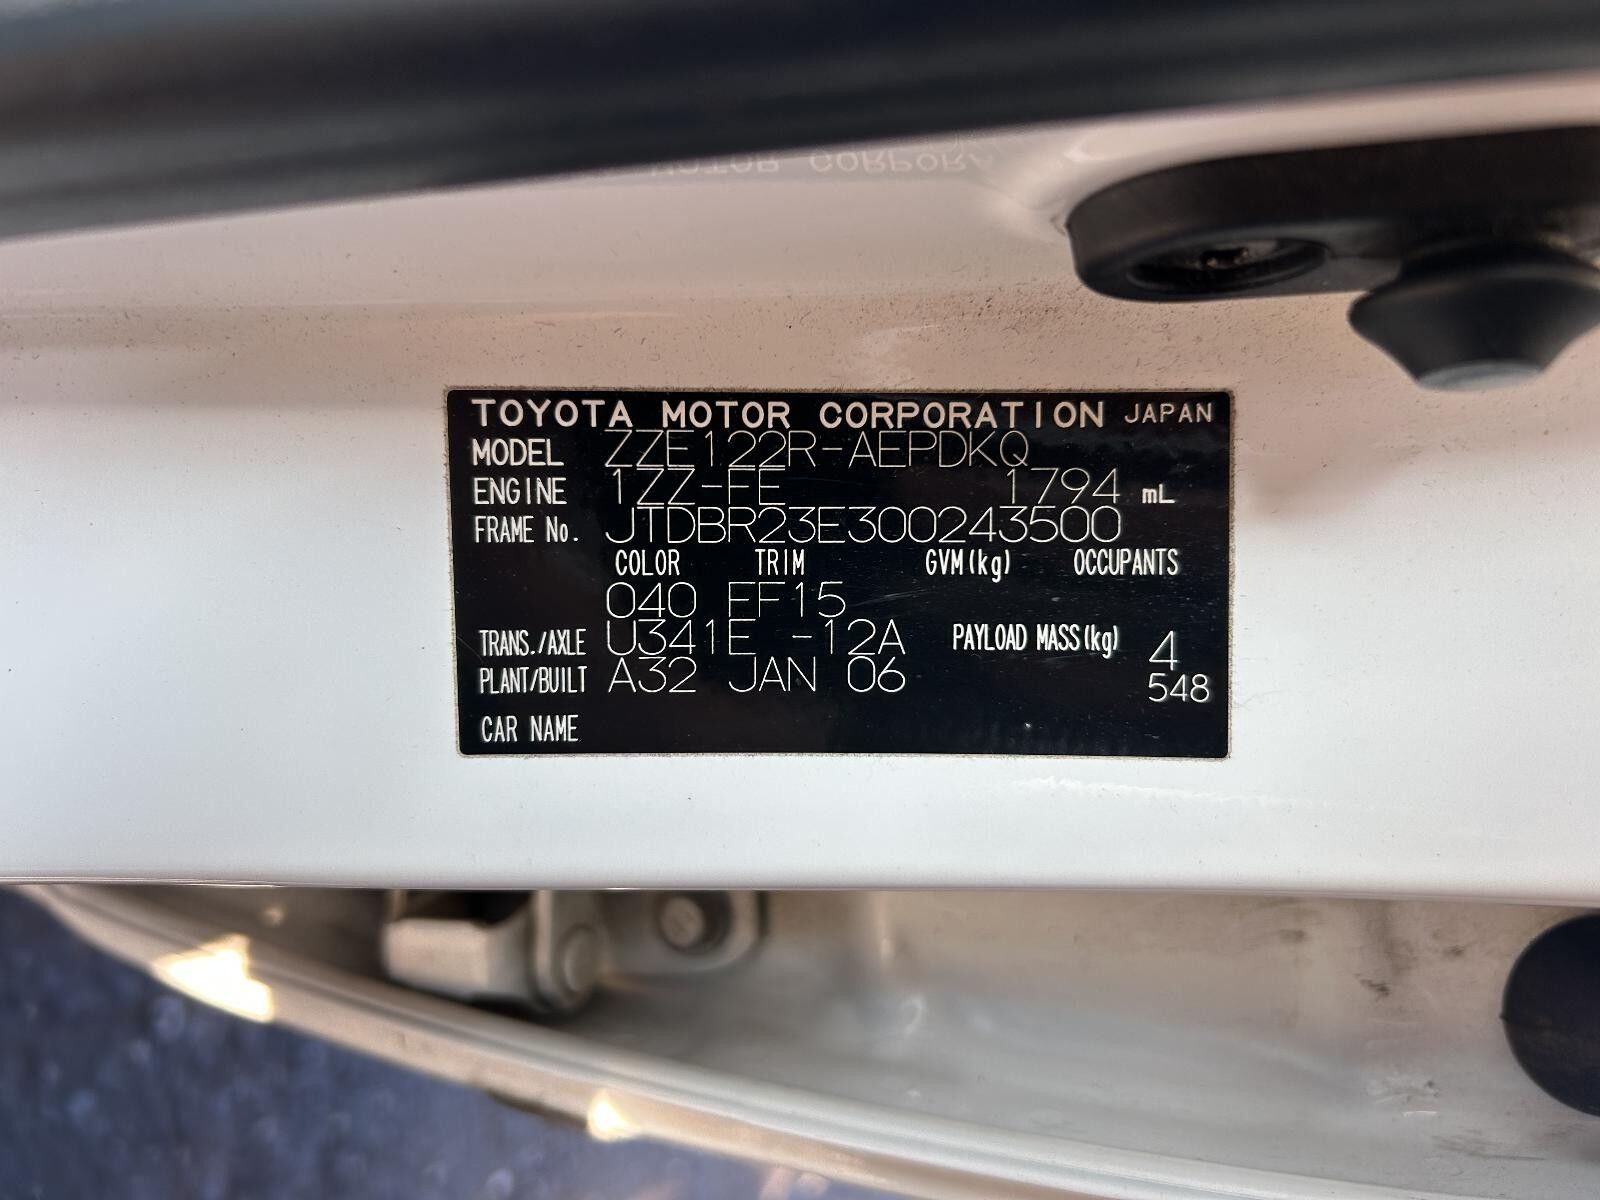 TOYOTA MOTOR CORPORATION JAPAN
MODEL ZZE122R-AEPDKQ
ENGINE 1ZZ-FE 1794 mL
FRAME No. JTDBR23E300243500
COLOR TRIM GVM(kg) OCCUPANTS
040 EF15
TRANS./AXLE U341E -12A PAYLOAD MASS(kg) 4
PLANT/BUILT A32 JAN 06 548
CAR NAME